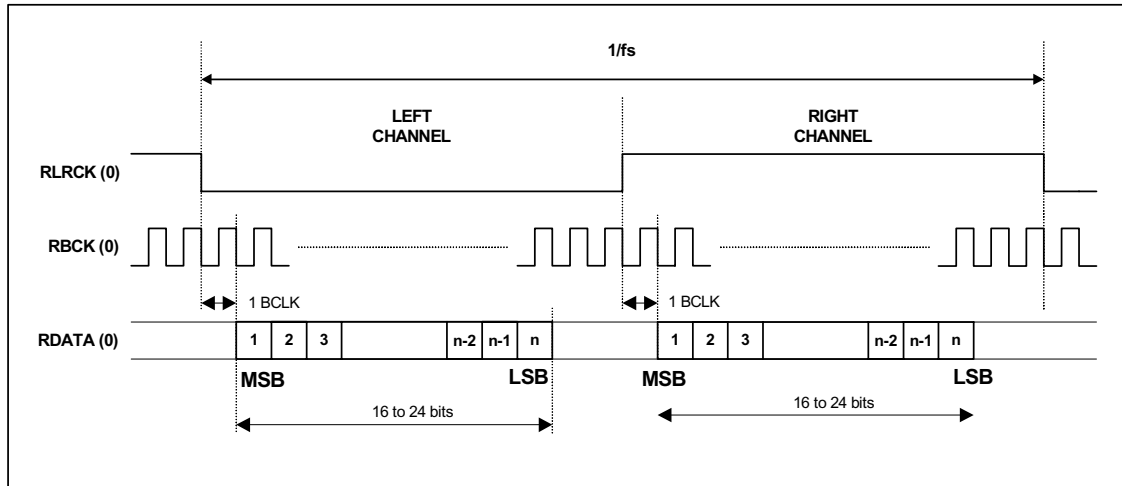 1/fs
LEFT
CHANNEL
RIGHT
CHANNEL
RLRCK (0)
RBCK (0)
1 BCLK
1 BCLK
RDATA (0)
1 2 3 n-2 n-1 n
1 2 3 n-2 n-1 n
MSB
LSB
MSB
LSB
16 to 24 bits
16 to 24 bits